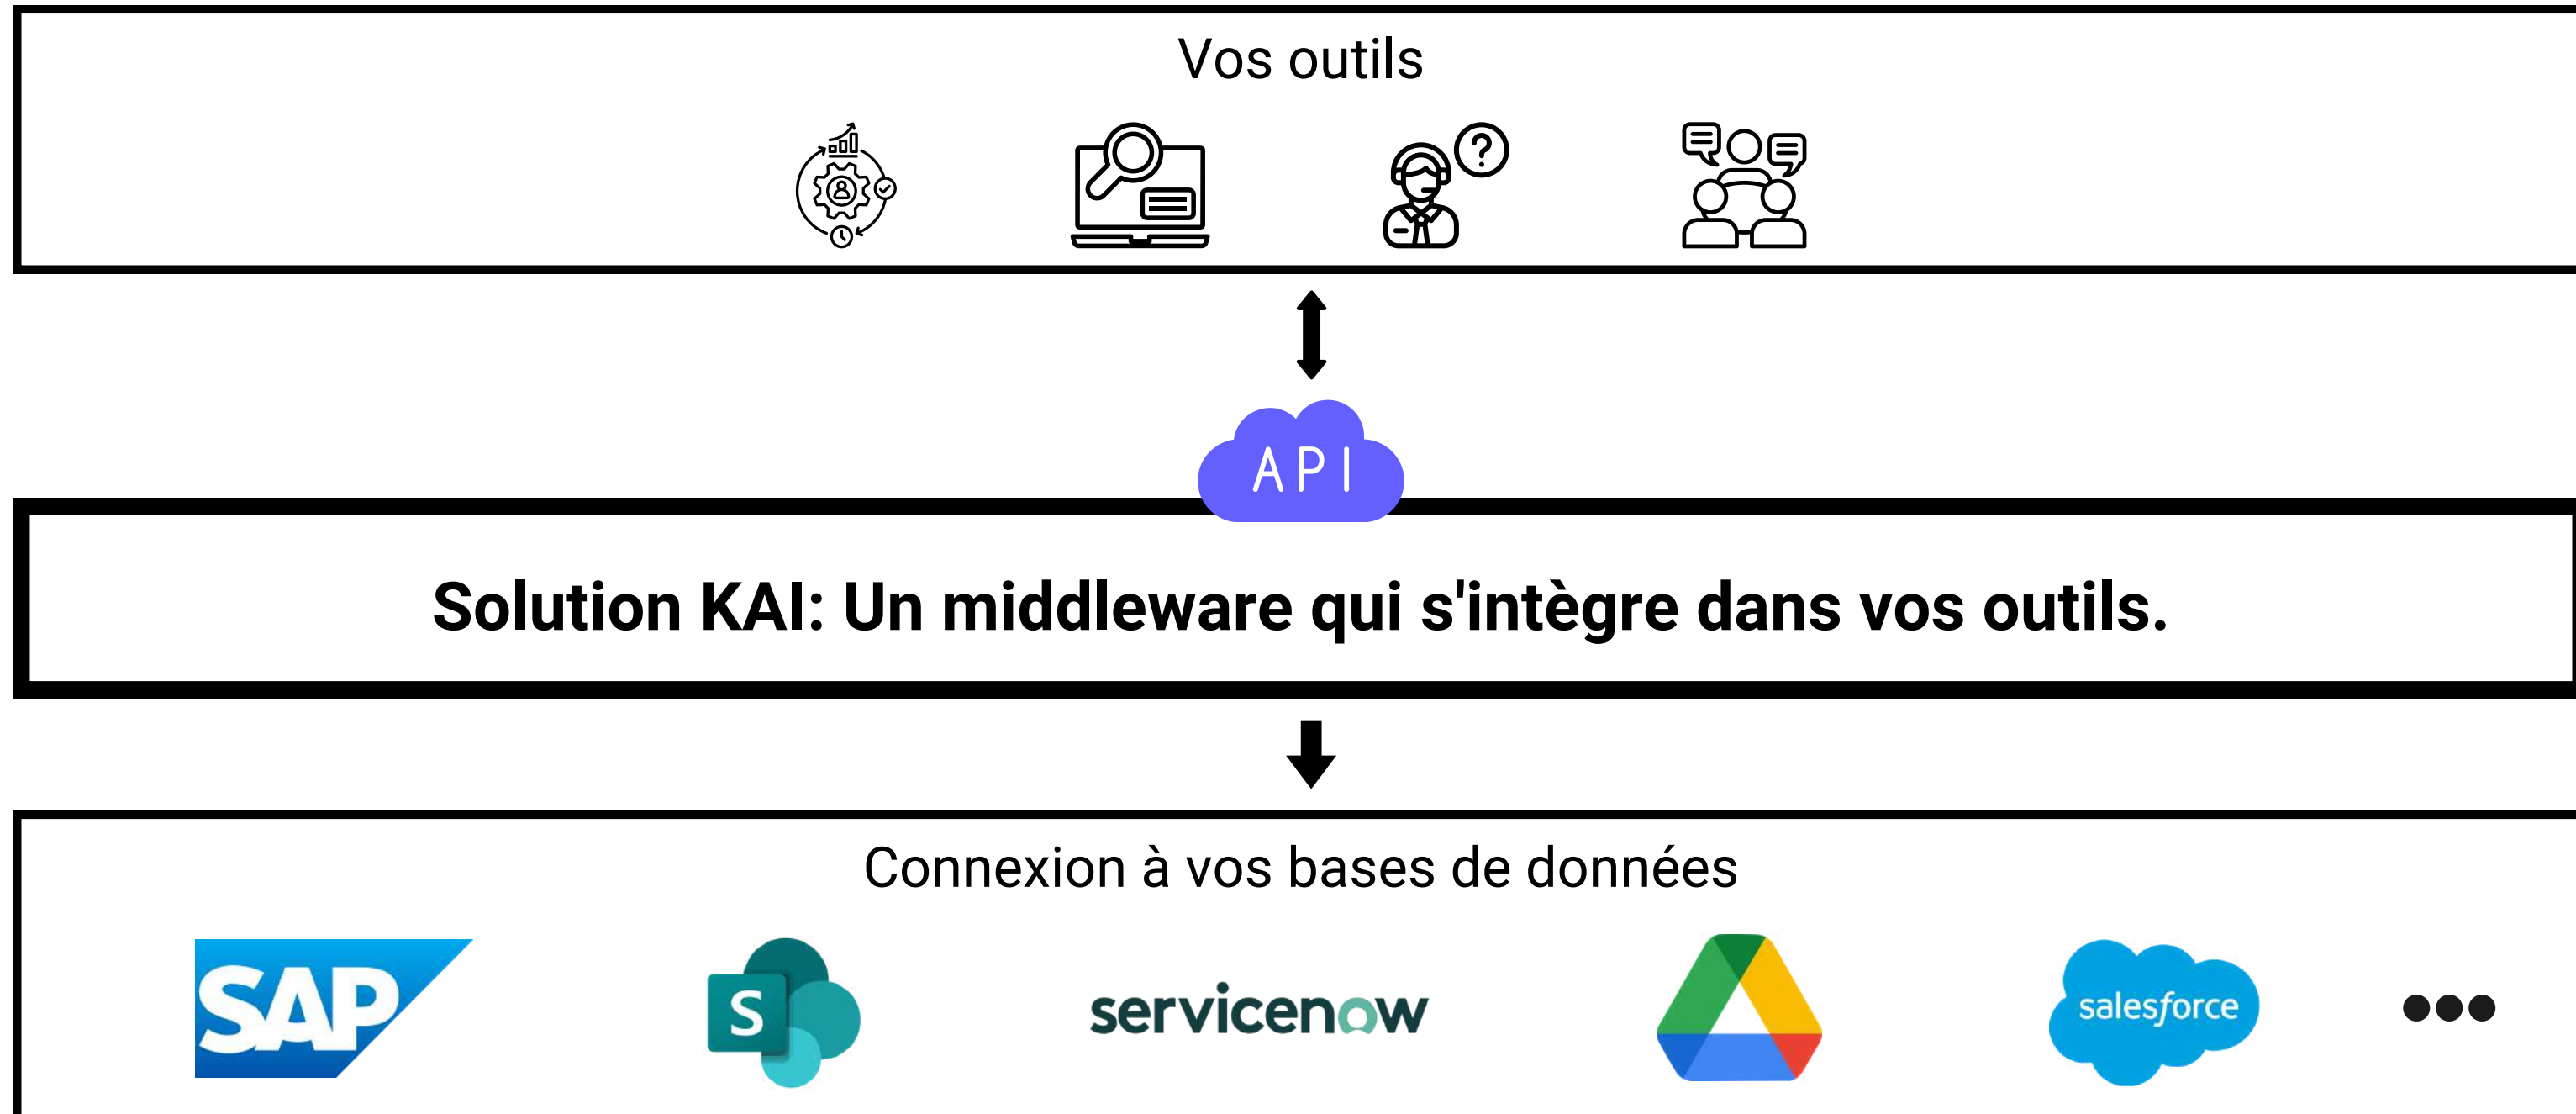 Vos outils
?
API
Solution KAI: Un middleware qui s'intègre dans vos outils.
Connexion à vos bases de données
SAP
S
servicenow
salesforce